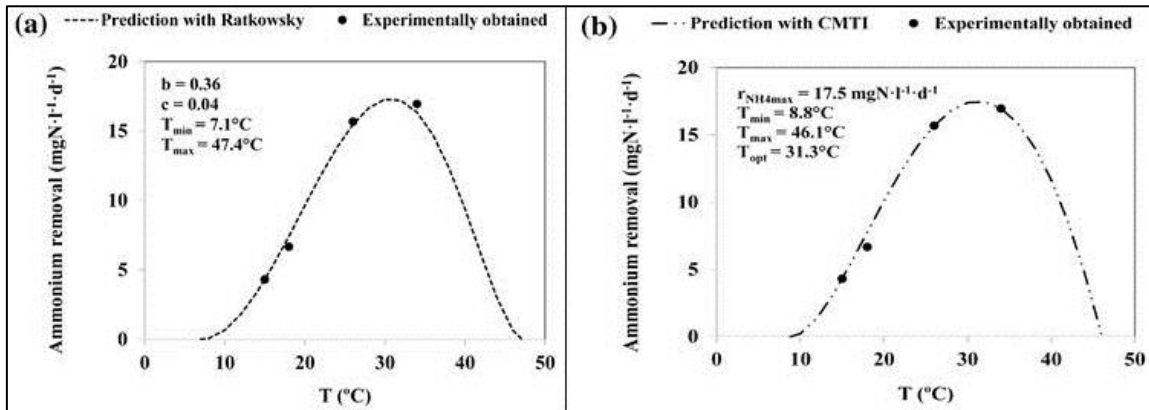 (a)
Prediction with Ratkowsky
Experimentally obtained
Ammonium removal (mgN·l⁻¹·d⁻¹)
20
15
10
5
0
b = 0.36
c = 0.04
Tmin = 7.1°C
Tmax = 47.4°C
0 10 20 30 40 50
T (ºC)
(b)
Prediction with CMTI
Experimentally obtained
Ammonium removal (mgN·l⁻¹·d⁻¹)
20
15
10
5
0
rNH4max = 17.5 mgN·l⁻¹·d⁻¹
Tmin = 8.8°C
Tmax = 46.1°C
Topt = 31.3°C
0 10 20 30 40 50
T (ºC)